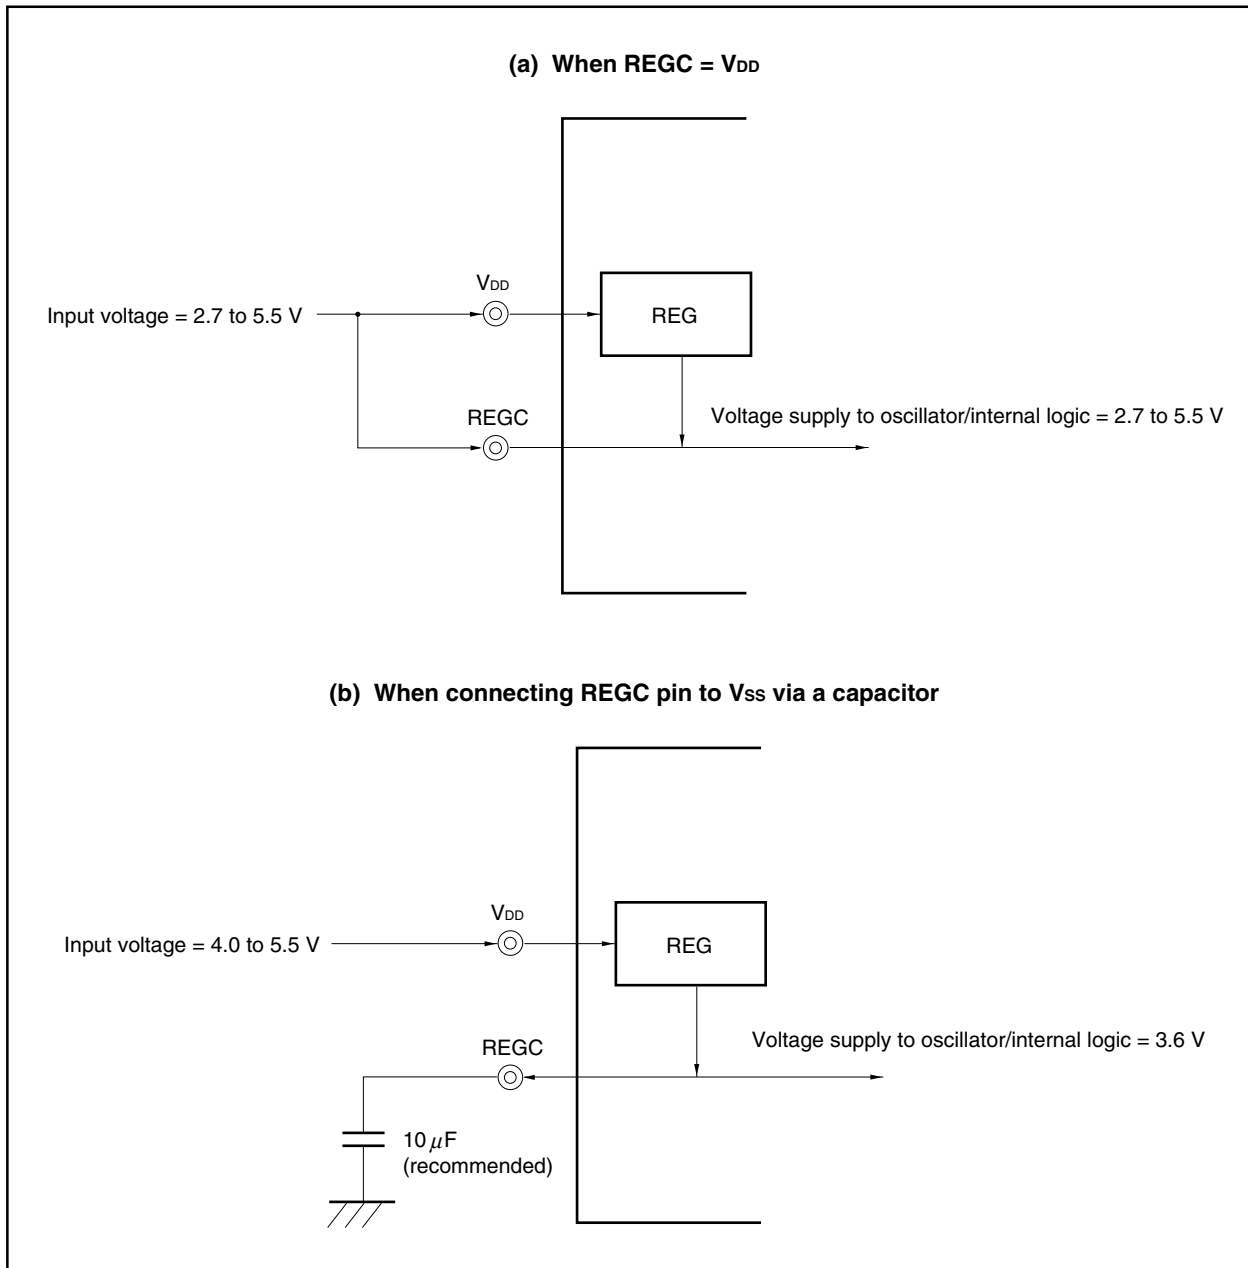 (a) When REGC = VDD
VDD
Input voltage = 2.7 to 5.5 V
REG
REGC
Voltage supply to oscillator/internal logic = 2.7 to 5.5 V
(b) When connecting REGC pin to VSS via a capacitor
VDD
Input voltage = 4.0 to 5.5 V
REG
REGC
Voltage supply to oscillator/internal logic = 3.6 V
10 μF
(recommended)